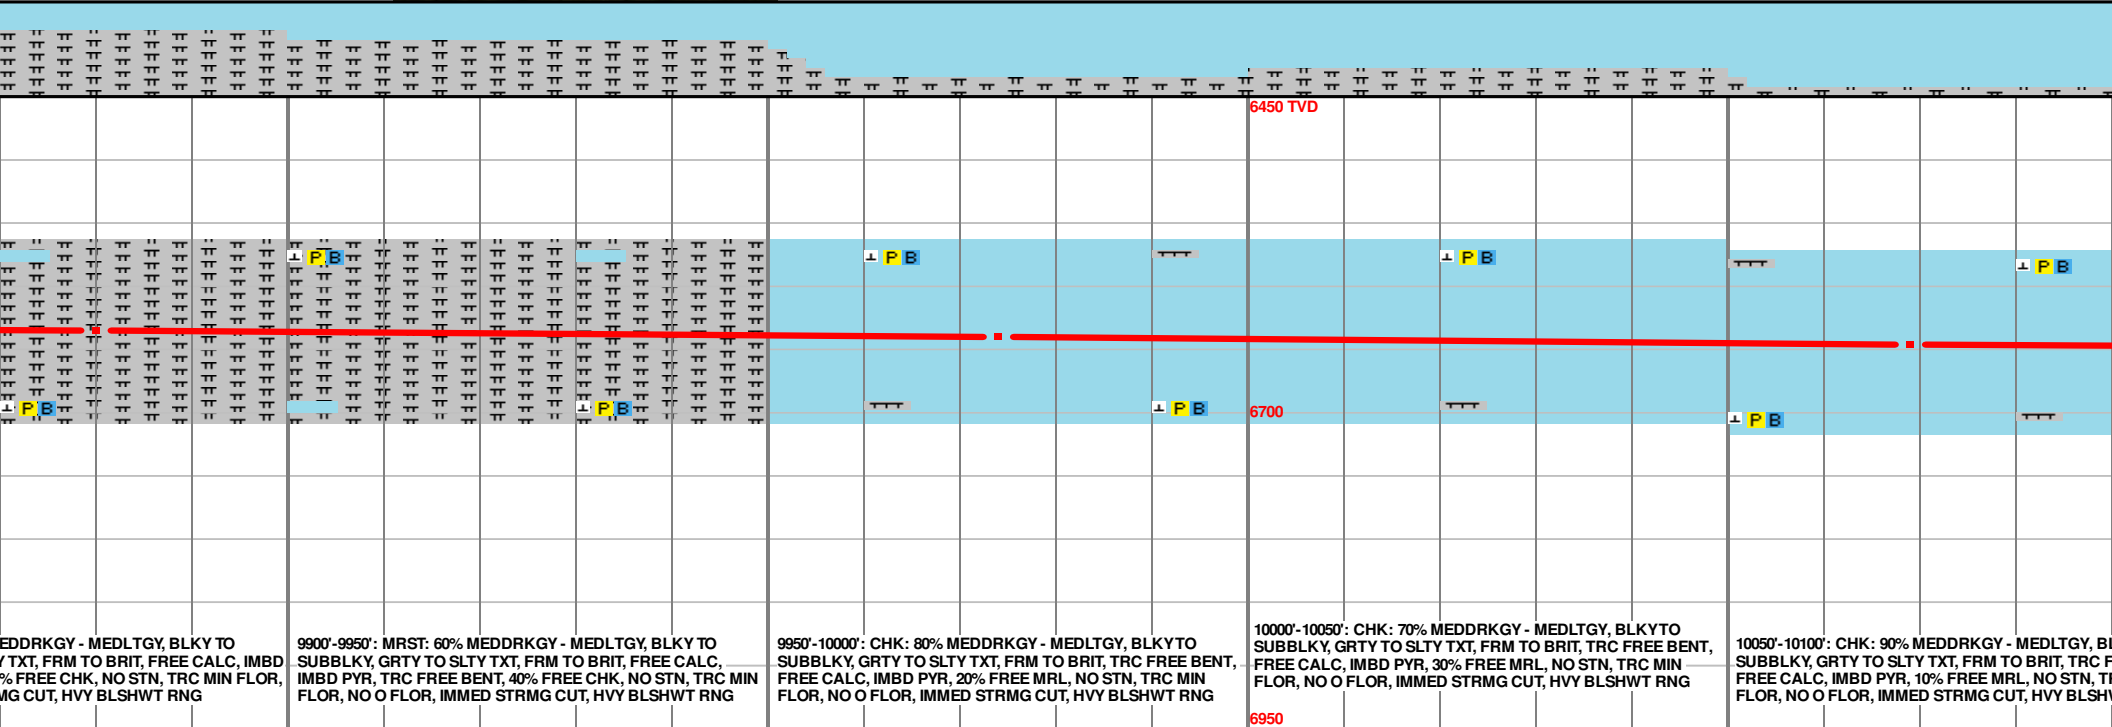 6450 TVD
P B
P B
P B
P B
P B
P B
P B
P B
6700
P B
EDDRKGY - MEDLTGY, BLKY TO
TXT, FRM TO BRIT, FREE CALC, IMBD
% FREE CHK, NO STN, TRC MIN FLOR,
MG CUT, HVY BLSHWT RNG
9900'-9950': MRST: 60% MEDDRKGY - MEDLTGY, BLKY TO
SUBBLKY, GRTY TO SLTY TXT, FRM TO BRIT, FREE CALC,
IMBD PYR, TRC FREE BENT, 40% FREE CHK, NO STN, TRC MIN
FLOR, NO O FLOR, IMMED STRMG CUT, HVY BLSHWT RNG
9950'-10000': CHK: 80% MEDDRKGY - MEDLTGY, BLKY TO
SUBBLKY, GRTY TO SLTY TXT, FRM TO BRIT, TRC FREE BENT,
FREE CALC, IMBD PYR, 20% FREE MRL, NO STN, TRC MIN
FLOR, NO O FLOR, IMMED STRMG CUT, HVY BLSHWT RNG
10000'-10050': CHK: 70% MEDDRKGY - MEDLTGY, BLKY TO
SUBBLKY, GRTY TO SLTY TXT, FRM TO BRIT, TRC FREE BENT,
FREE CALC, IMBD PYR, 30% FREE MRL, NO STN, TRC MIN
FLOR, NO O FLOR, IMMED STRMG CUT, HVY BLSHWT RNG
10050'-10100': CHK: 90% MEDDRKGY - MEDLTGY, BL
SUBBLKY, GRTY TO SLTY TXT, FRM TO BRIT, TRC F
FREE CALC, IMBD PYR, 10% FREE MRL, NO STN, T
FLOR, NO O FLOR, IMMED STRMG CUT, HVY BLSH
6950